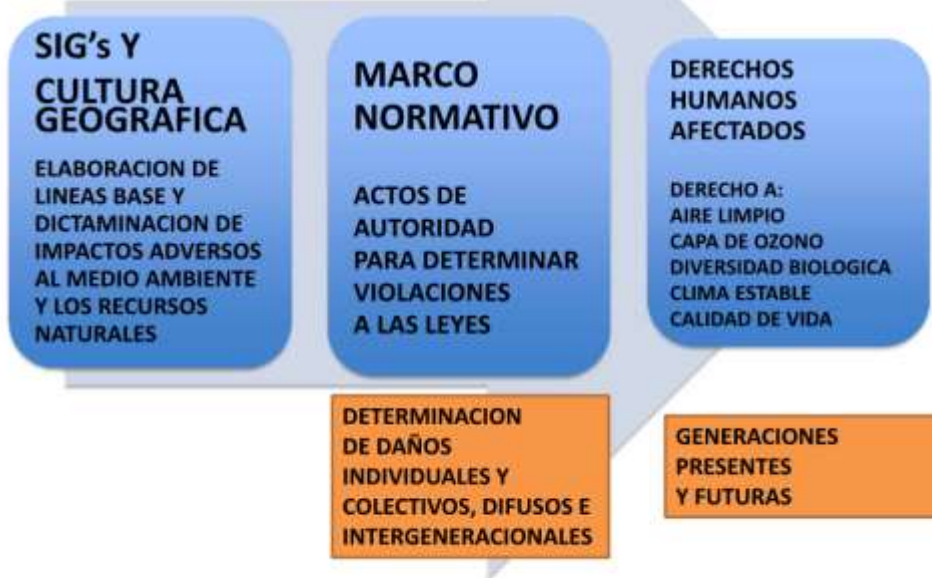 SIG's Y
CULTURA
GEOGRAFICA
ELABORACION DE
LINEAS BASE Y
DICTAMINACION DE
IMPACTOS ADVERSOS
AL MEDIO AMBIENTE
Y LOS RECURSOS
NATURALES
MARCO
NORMATIVO
ACTOS DE
AUTORIDAD
PARA DETERMINAR
VIOLACIONES
A LAS LEYES
DERECHOS
HUMANOS
AFECTADOS
DERECHO A:
AIRE LIMPIO
CAPA DE OZONO
DIVERSIDAD BIOLOGICA
CLIMA ESTABLE
CALIDAD DE VIDA
DETERMINACION
DE DAÑOS
INDIVIDUALES Y
COLECTIVOS, DIFUSOS E
INTERGENERACIONALES
GENERACIONES
PRESENTES
Y FUTURAS